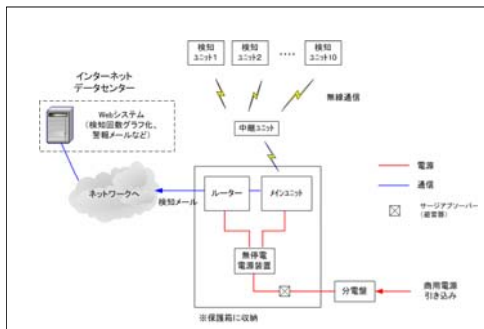 検知
ユニット1
検知
ユニット2
‥‥
検知
ユニット10
インターネット
データセンター
無線通信
Webシステム
(検知回数グラフ化、
警報メールなど)
中継ユニット
電源
通信
ネットワークへ
検知メール
ルーター
メインユニット
サージアブソーバー
(避雷器)
無停電
電源装置
分電盤
商用電源
引き込み
※保護箱に収納